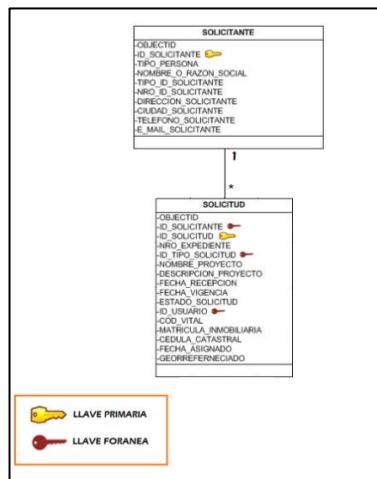 SOLICITANTE
-OBJECTID
-ID_SOLICITANTE
-TIPO_PERSONA
-NOMBRE_O_RAZON_SOCIAL
-TIPO_ID_SOLICITANTE
-NRO_ID_SOLICITANTE
-DIRECCION_SOLICITANTE
-CIUDAD_SOLICITANTE
-TELEFONO_SOLICITANTE
-E_MAIL_SOLICITANTE
1
*
SOLICITUD
-OBJECTID
-ID_SOLICITANTE
-ID_SOLICITUD
-NRO_EXPEDIENTE
-ID_TIPO_SOLICITUD
-NOMBRE_PROYECTO
-DESCRIPCION_PROYECTO
-FECHA_RECEPCION
-FECHA_VIGENCIA
-ESTADO_SOLICITUD
-ID_USUARIO
-COD_VITAL
-MATRICULA_INMOBILIARIA
-CEDULA_CATASTRAL
-FECHA_ASIGNADO
-GEORREFERNECIADO
LLAVE PRIMARIA
LLAVE FORANEA